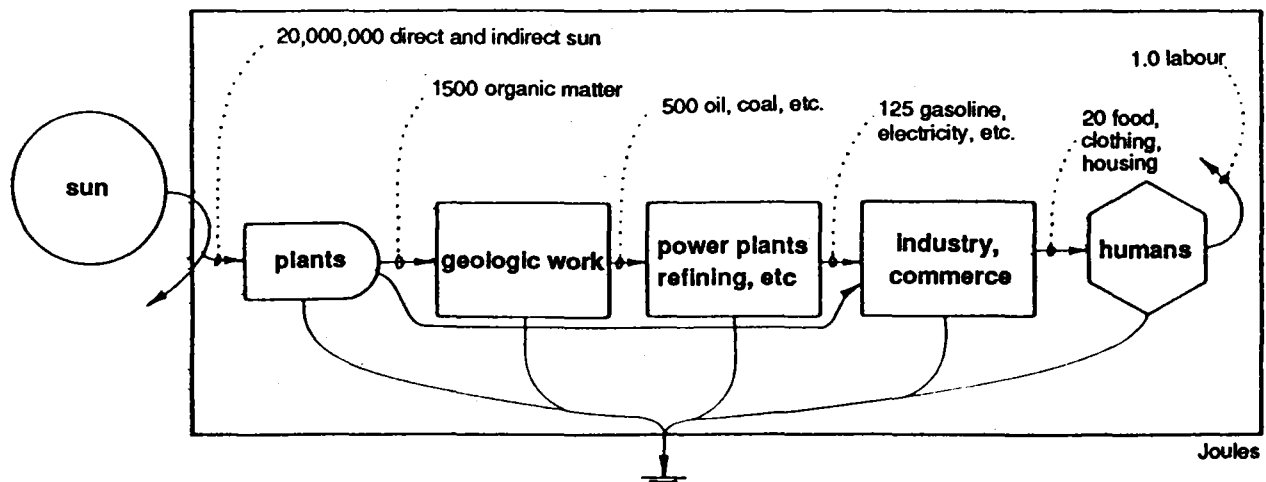 20,000,000 direct and indirect sun
1500 organic matter
500 oil, coal, etc.
125 gasoline,
electricity, etc.
20 food,
clothing,
housing
1.0 labour
sun
plants
geologic work
power plants
refining, etc
industry,
commerce
humans
Joules